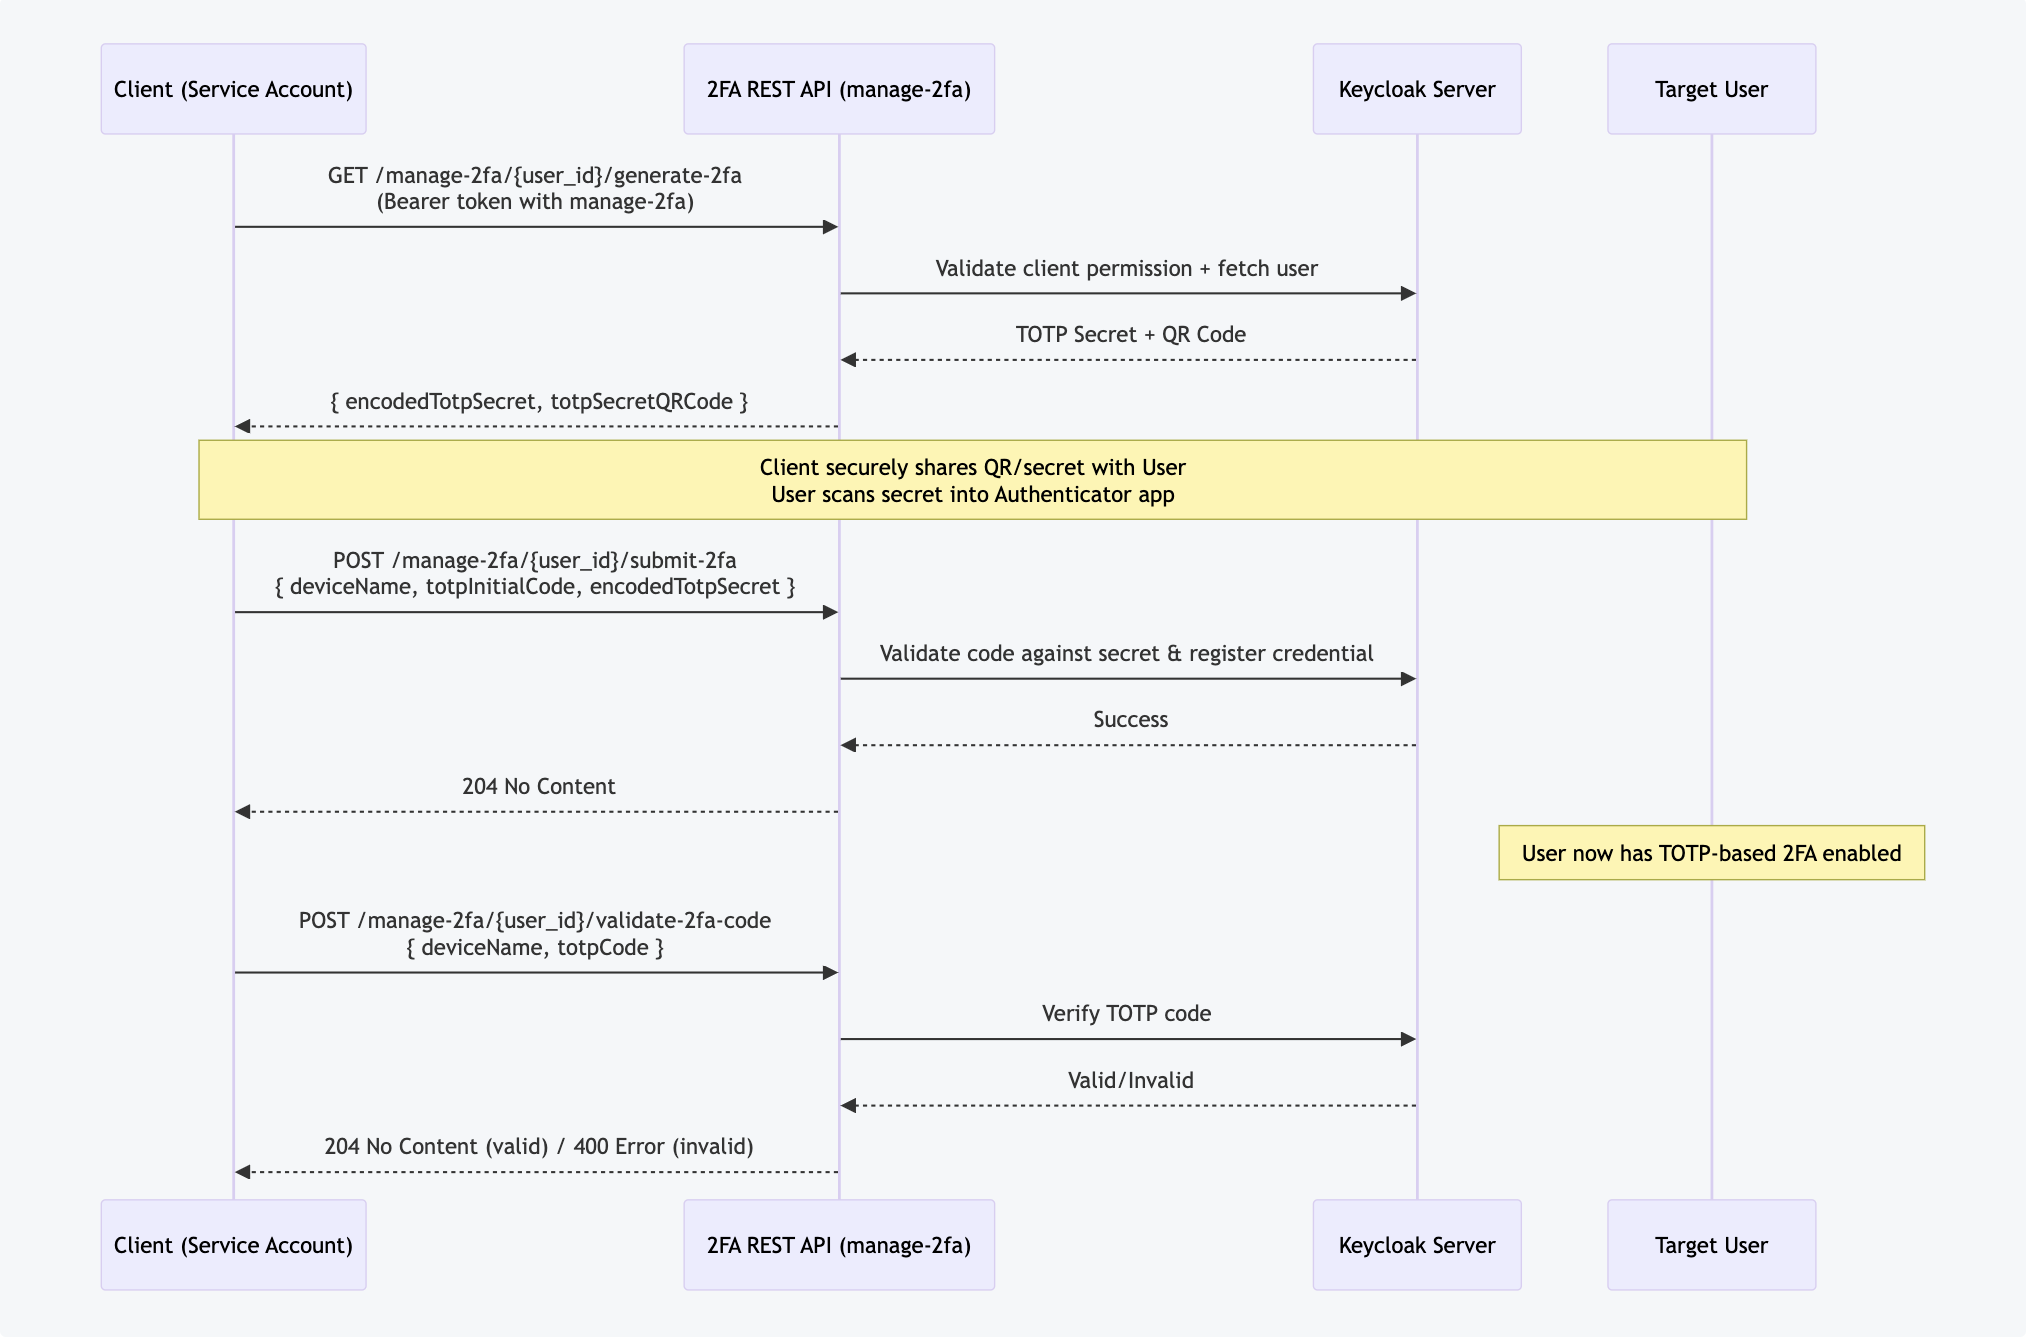 Client (Service Account)
2FA REST API (manage-2fa)
Keycloak Server
Target User
GET /manage-2fa/{user_id}/generate-2fa
(Bearer token with manage-2fa)
Validate client permission + fetch user
TOTP Secret + QR Code
{ encodedTotpSecret, totpSecretQRCode }
Client securely shares QR/secret with User
User scans secret into Authenticator app
POST /manage-2fa/{user_id}/submit-2fa
{ deviceName, totpInitialCode, encodedTotpSecret }
Validate code against secret & register credential
Success
204 No Content
User now has TOTP-based 2FA enabled
POST /manage-2fa/{user_id}/validate-2fa-code
{ deviceName, totpCode }
Verify TOTP code
Valid/Invalid
204 No Content (valid) / 400 Error (invalid)
Client (Service Account)
2FA REST API (manage-2fa)
Keycloak Server
Target User